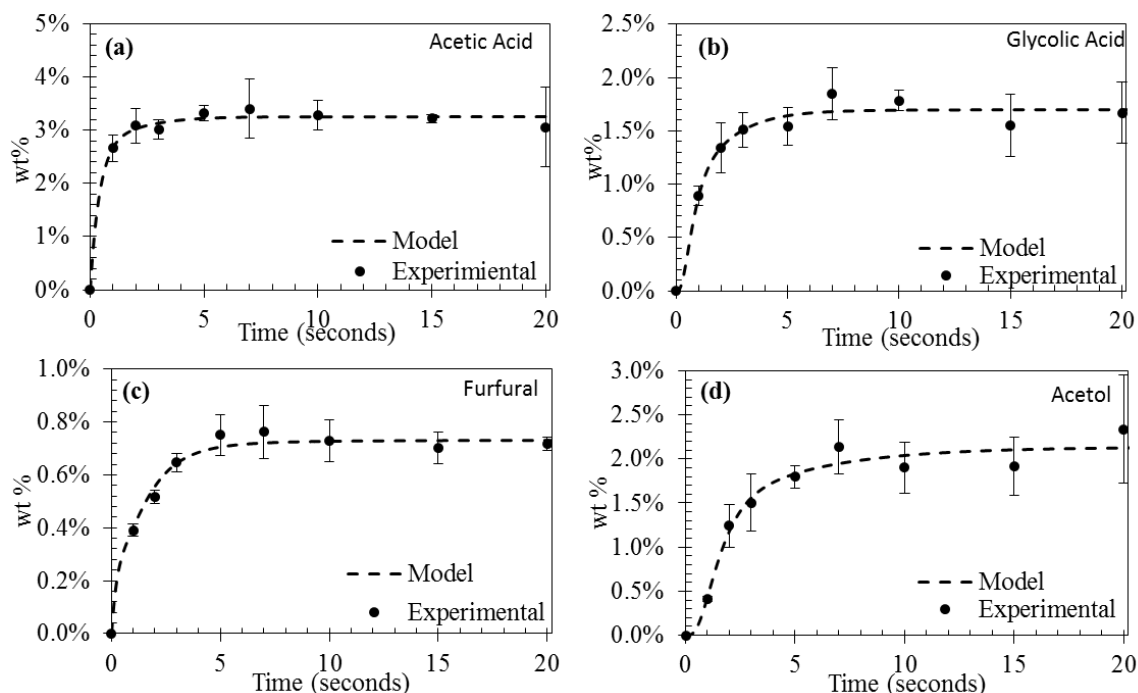 (a)
Acetic Acid
5%
4%
3%
2%
1%
0%
wt%
Model
Experimiental
0 5 10 15 20
Time (seconds)
(b)
Glycolic Acid
2.5%
2.0%
1.5%
1.0%
0.5%
0.0%
wt%
Model
Experimental
0 5 10 15 20
Time (seconds)
(c)
Furfural
1.0%
0.8%
0.6%
0.4%
0.2%
0.0%
wt %
Model
Experimental
0 5 10 15 20
Time (seconds)
(d)
Acetol
3.0%
2.5%
2.0%
1.5%
1.0%
0.5%
0.0%
wt %
Model
Experimental
0 5 10 15 20
Time (seconds)